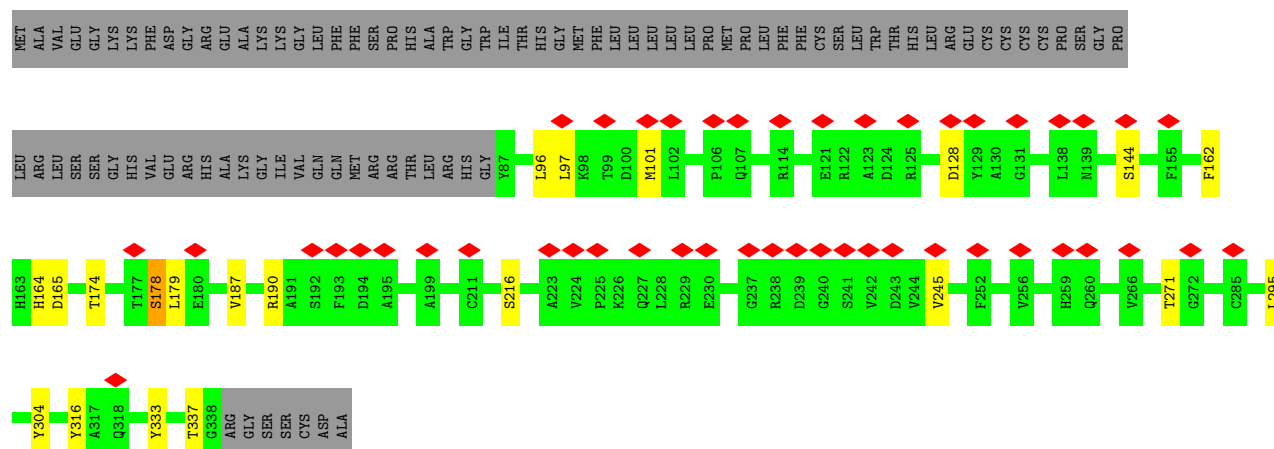 MET ALA VAL GLU GLY LYS LYS PHE ASP GLY ARG GLU ALA LYS LYS GLY LEU PHE PHE SER PRO HIS ALA TRP GLY TRP ILE THR HIS GLY MET PHE LEU LEU LEU LEU LEU PRO MET PRO LEU PHE PHE CYS SER LEU TRP THR HIS LEU ARG GLU CYS CYS CYS CYS PRO SER GLY PRO
LEU ARG LEU SER SER GLY HIS VAL GLU ARG HIS ALA LYS GLY ILE VAL GLN GLN MET ARG ARG THR LEU ARG HIS GLY Y87 L96 L97 K98 T99 D100 M101 L102 P106 Q107 R114 E121 R122 A123 D124 R125 D128 Y129 A130 G131 L138 N139 S144 F155 F162
H163 H164 D165 T174 T177 S178 L179 E180 V187 R190 A191 S192 F193 D194 A195 A199 C211 S216 A223 V224 P225 K226 Q227 L228 R229 E230 G237 R238 D239 G240 S241 V242 D243 V244 V245 F252 V256 H259 Q260 V266 T271 G272 C285 L295
Y304 Y316 A317 Q318 Y333 T337 G338 ARG GLY SER SER CYS ASP ALA